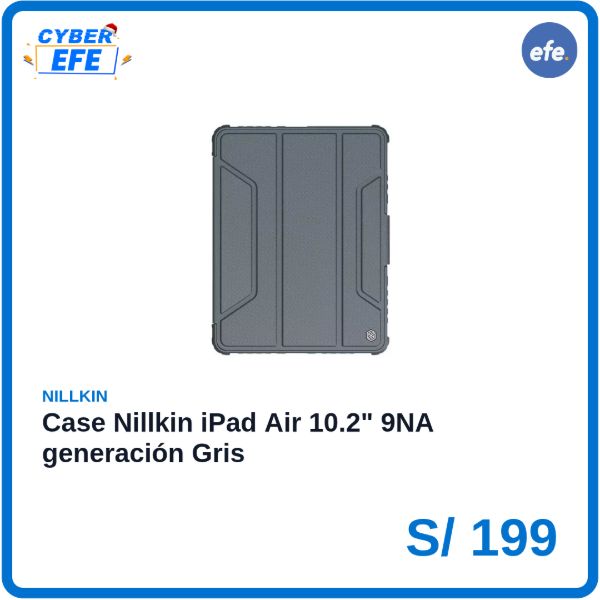 CYBER
EFE
efe.
NILLKIN
Case Nillkin iPad Air 10.2" 9NA
generación Gris
S/ 199